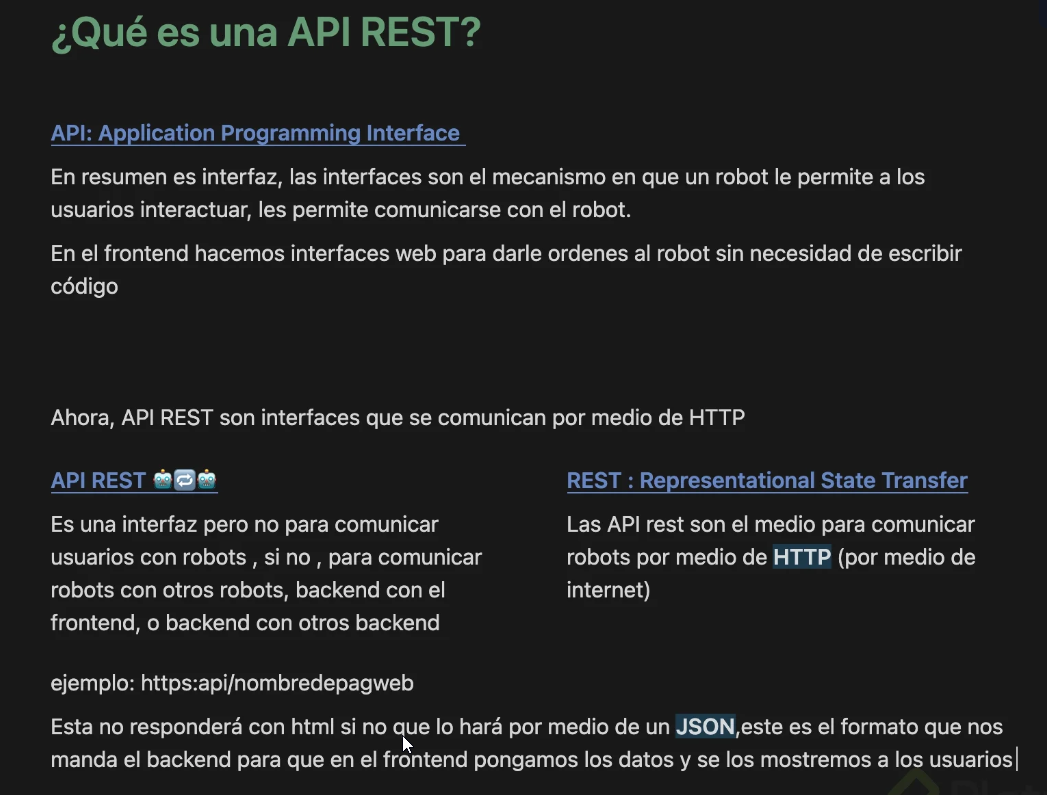 ¿Qué es una API REST?
API: Application Programming Interface
En resumen es interfaz, las interfaces son el mecanismo en que un robot le permite a los
usuarios interactuar, les permite comunicarse con el robot.
En el frontend hacemos interfaces web para darle ordenes al robot sin necesidad de escribir
código
Ahora, API REST son interfaces que se comunican por medio de HTTP
API REST 🤖🔁🤖
Es una interfaz pero no para comunicar
usuarios con robots , si no , para comunicar
robots con otros robots, backend con el
frontend, o backend con otros backend
REST : Representational State Transfer
Las API rest son el medio para comunicar
robots por medio de HTTP (por medio de
internet)
ejemplo: https:api/nombredepagweb
Esta no responderá con html si no que lo hará por medio de un JSON,este es el formato que nos
manda el backend para que en el frontend pongamos los datos y se los mostremos a los usuarios